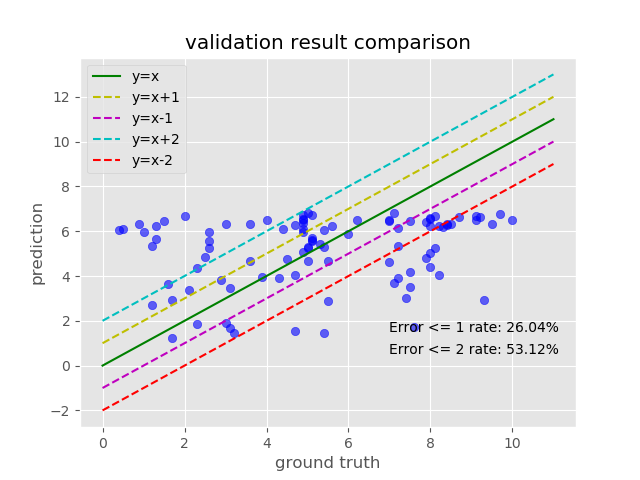 validation result comparison
y=x
y=x+1
y=x-1
y=x+2
y=x-2
12
10
8
6
4
2
0
−2
prediction
Error <= 1 rate: 26.04%
Error <= 2 rate: 53.12%
0 2 4 6 8 10
ground truth